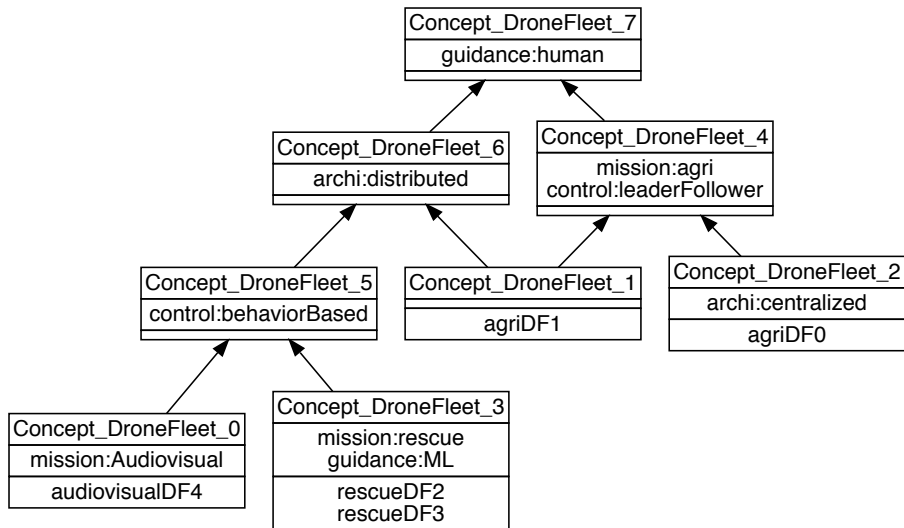 Concept_DroneFleet_7
guidance:human
Concept_DroneFleet_6
archi:distributed
Concept_DroneFleet_4
mission:agri
control:leaderFollower
Concept_DroneFleet_5
control:behaviorBased
Concept_DroneFleet_1
agriDF1
Concept_DroneFleet_2
archi:centralized
agriDF0
Concept_DroneFleet_0
mission:Audiovisual
audiovisualDF4
Concept_DroneFleet_3
mission:rescue
guidance:ML
rescueDF2
rescueDF3